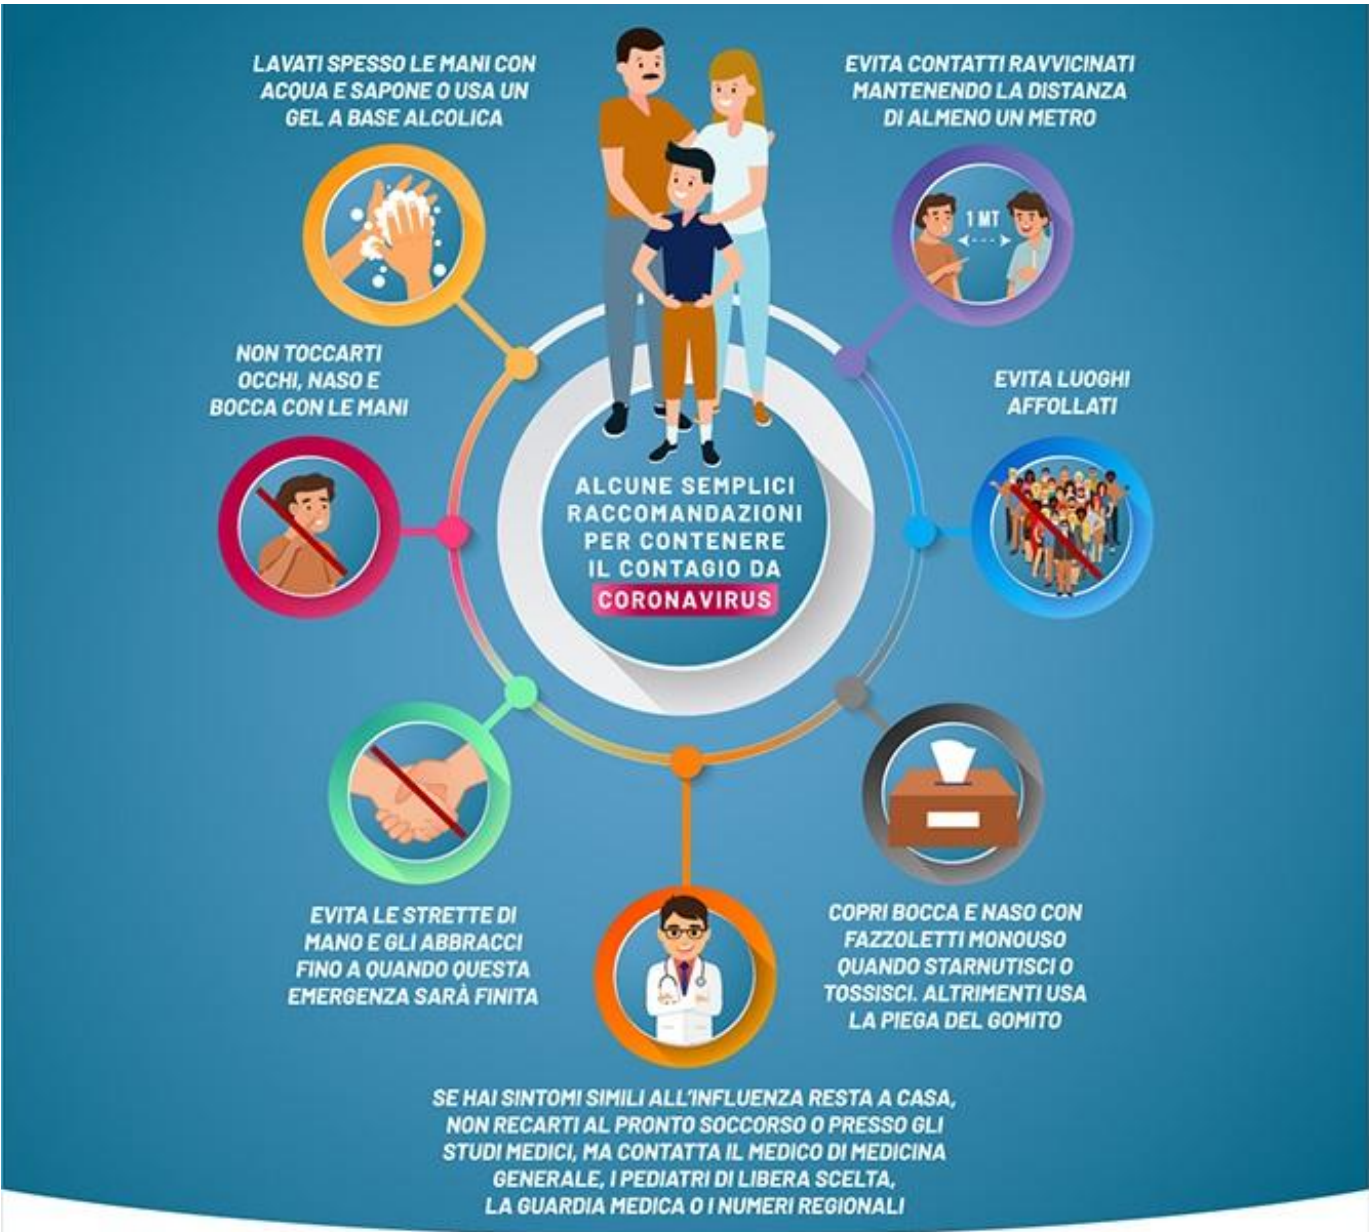 LAVATI SPESSO LE MANI CON
ACQUA E SAPONE O USA UN
GEL A BASE ALCOLICA
EVITA CONTATTI RAVVICINATI
MANTENENDO LA DISTANZA
DI ALMENO UN METRO
1 MT
NON TOCCARTI
OCCHI, NASO E
BOCCA CON LE MANI
EVITA LUOGHI
AFFOLLATI
ALCUNE SEMPLICI
RACCOMANDAZIONI
PER CONTENERE
IL CONTAGIO DA
CORONAVIRUS
EVITA LE STRETTE DI
MANO E GLI ABBRACCI
FINO A QUANDO QUESTA
EMERGENZA SARÀ FINITA
COPRI BOCCA E NASO CON
FAZZOLETTI MONOUSO
QUANDO STARNUTISCI O
TOSSISCI. ALTRIMENTI USA
LA PIEGA DEL GOMITO
SE HAI SINTOMI SIMILI ALL'INFLUENZA RESTA A CASA,
NON RECARTI AL PRONTO SOCCORSO O PRESSO GLI
STUDI MEDICI, MA CONTATTA IL MEDICO DI MEDICINA
GENERALE, I PEDIATRI DI LIBERA SCELTA,
LA GUARDIA MEDICA O I NUMERI REGIONALI